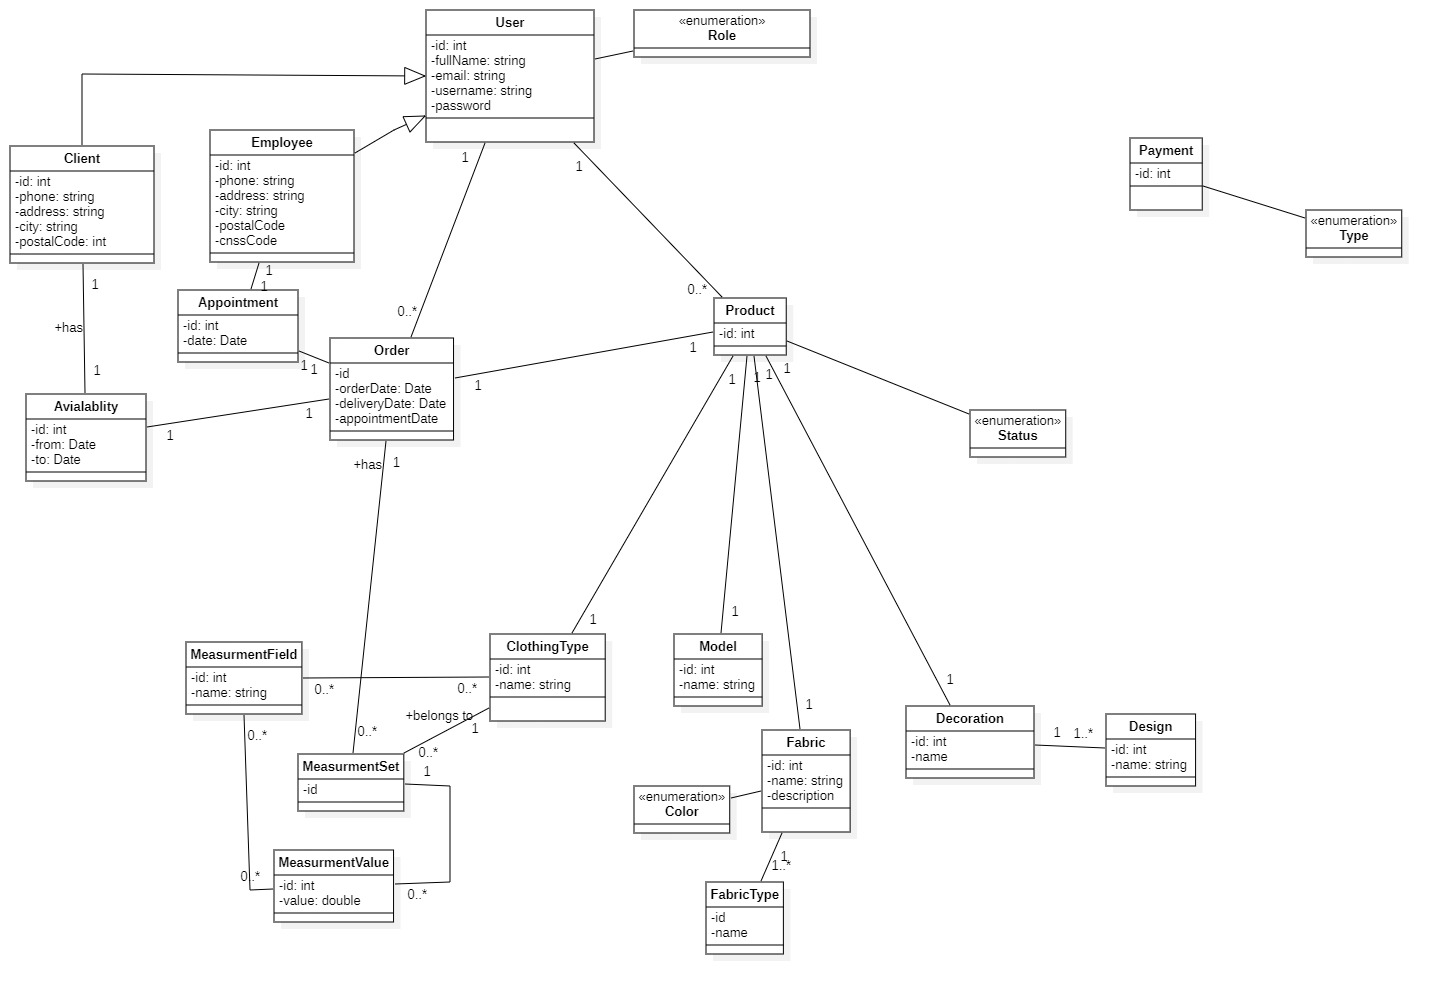 User
-id: int
-fullName: string
-email: string
-username: string
-password
«enumeration»
Role
Client
-id: int
-phone: string
-address: string
-city: string
-postalCode: int
Employee
-id: int
-phone: string
-address: string
-city: string
-postalCode
-cnssCode
Payment
-id: int
«enumeration»
Type
1
1
1
1
1
+has
1
0..*
0..*
Appointment
-id: int
-date: Date
Product
-id: int
Order
-id
-orderDate: Date
-deliveryDate: Date
-appointmentDate
1
1
1
1
1
1
1
1
Avialablity
-id: int
-from: Date
-to: Date
1
1
«enumeration»
Status
+has
1
1
1
1
1
MeasurmentField
-id: int
-name: string
ClothingType
-id: int
-name: string
Model
-id: int
-name: string
0..*
0..*
+belongs to
1
0..*
0..*
0..*
1
MeasurmentSet
-id
Fabric
-id: int
-name: string
-description
Decoration
-id: int
-name
1
1..*
Design
-id: int
-name: string
«enumeration»
Color
MeasurmentValue
-id: int
-value: double
0..*
0..*
1
1..*
FabricType
-id
-name